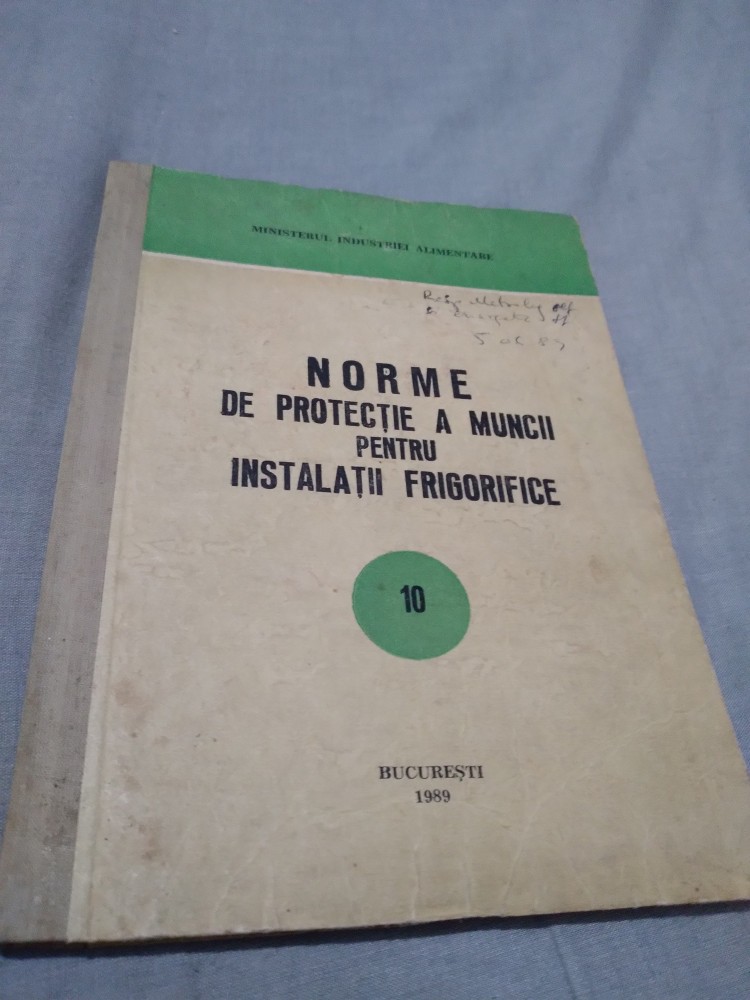 MINISTERUL INDUSTRIEI ALIMENTARE
NORME
DE PROTECȚIE A MUNCII
PENTRU
INSTALAȚII FRIGORIFICE
10
BUCUREȘTI
1989